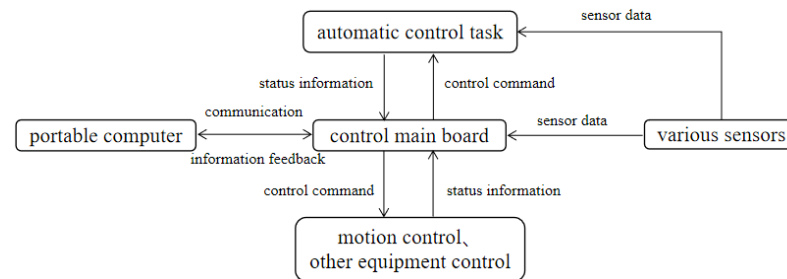 sensor data
automatic control task
status information
control command
communication
sensor data
portable computer
control main board
various sensors
information feedback
control command
status information
motion control、
other equipment control